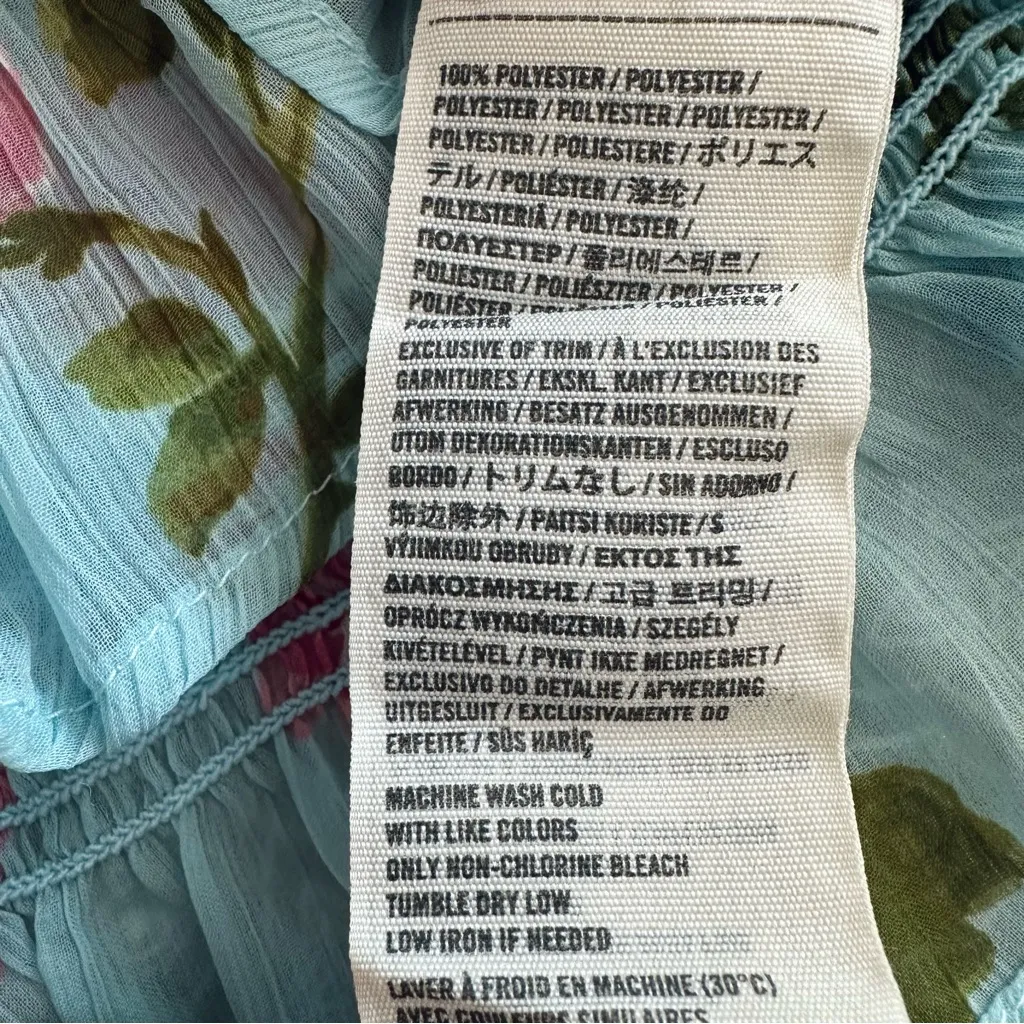 100% POLYESTER / POLYESTER /
POLYESTER / POLYESTER / POLYESTER /
POLYESTER / POLIESTERE / ポリエス
テル / POLIÉSTER / 涤纶 /
POLYESTERIÄ / POLYESTER /
ΠΟΛΥΕΣΤΕΡ / 폴리에스테르 /
POLIESTER / POLIÉSZTER / POLYESTER /
POLIÉSTER / POLIESTER /
POLYESTER
EXCLUSIVE OF TRIM / À L'EXCLUSION DES
GARNITURES / EKSKL. KANT / EXCLUSIEF
AFWERKING / BESATZ AUSGENOMMEN /
UTOM DEKORATIONSKANTEN / ESCLUSO
BORDO / トリムなし / SIN ADORNO /
饰边除外 / PAITSI KORISTE / S
VÝJIMKOU OBRUBY / ΕΚΤΟΣ ΤΗΣ
ΔΙΑΚΟΣΜΗΣΗΣ / 고급 트리밍 /
OPRÓCZ WYKOŃCZENIA / SZEGÉLY
KIVÉTELÉVEL / PYNT IKKE MEDREGNET /
EXCLUSIVO DO DETALHE / AFWERKING
UITGESLUIT / EXCLUSIVAMENTE DO
ENFEITE / SÜS HARİÇ
MACHINE WASH COLD
WITH LIKE COLORS
ONLY NON-CHLORINE BLEACH
TUMBLE DRY LOW
LOW IRON IF NEEDED
LAVER À FROID EN MACHINE (30°C)
AVEC COULEURS SIMILAIRES